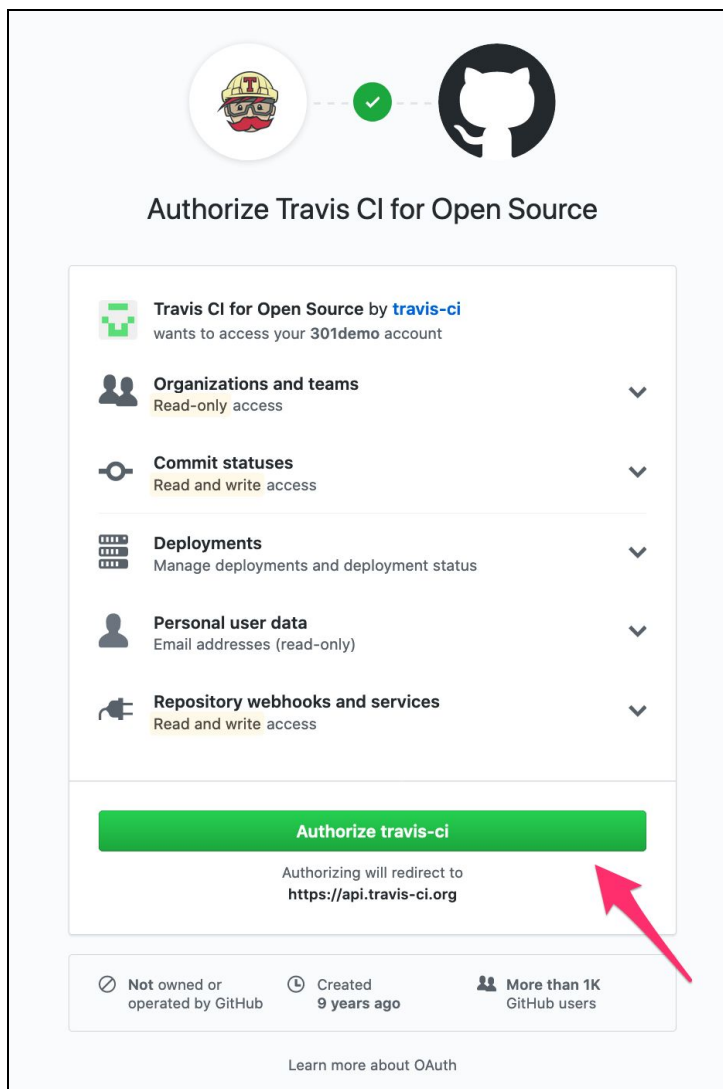 T
Authorize Travis CI for Open Source
Travis CI for Open Source by travis-ci
wants to access your 301demo account
Organizations and teams
Read-only access
Commit statuses
Read and write access
Deployments
Manage deployments and deployment status
Personal user data
Email addresses (read-only)
Repository webhooks and services
Read and write access
Authorize travis-ci
Authorizing will redirect to
https://api.travis-ci.org
Not owned or
operated by GitHub
Created
9 years ago
More than 1K
GitHub users
Learn more about OAuth